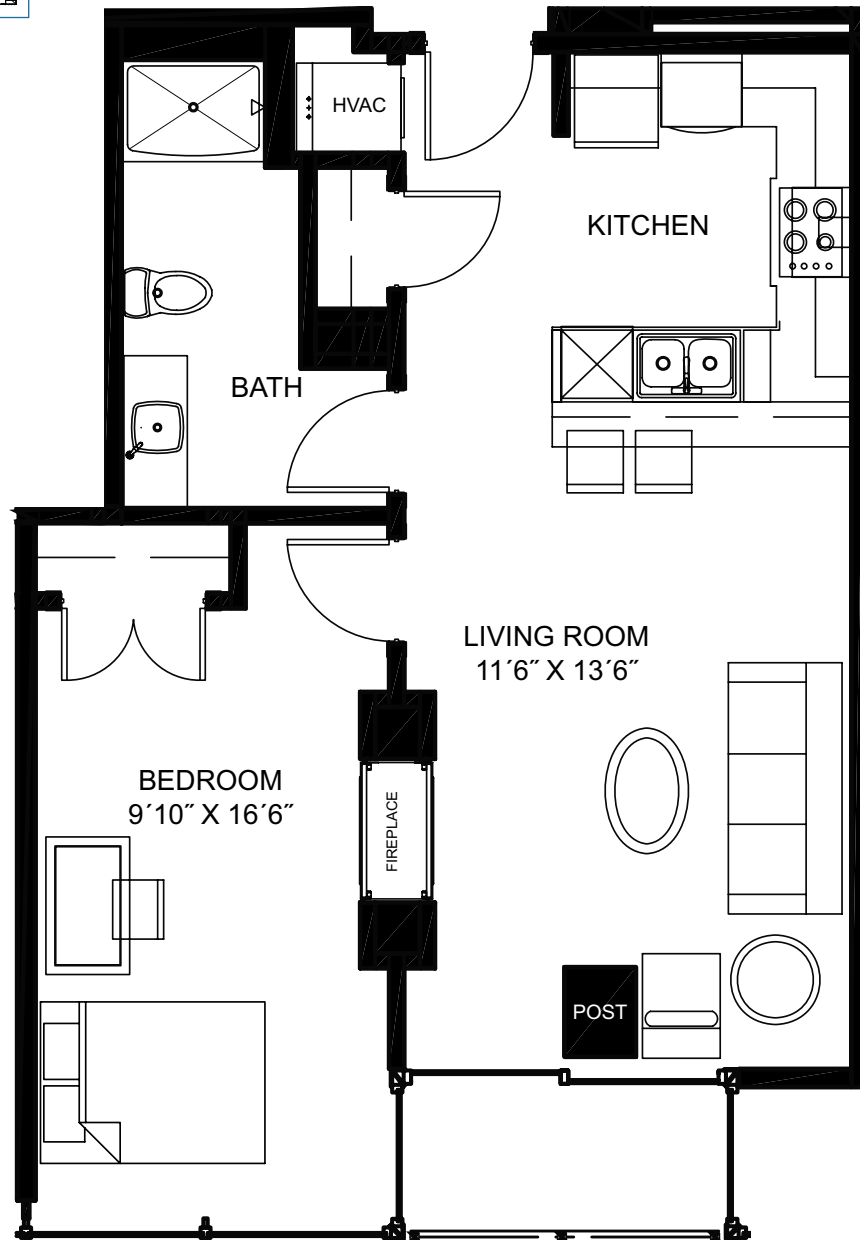 HVAC
KITCHEN
BATH
LIVING ROOM
11´6˝ X 13´6˝
BEDROOM
9´10˝ X 16´6˝
FIREPLACE
POST